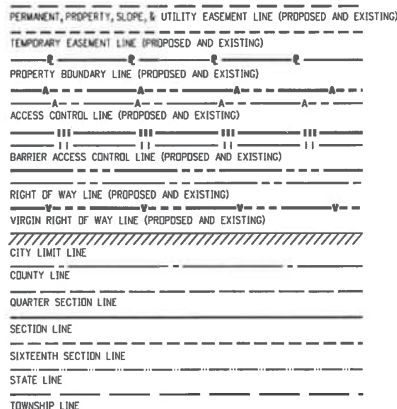 PERMANENT, PROPERTY, SLOPE, & UTILITY EASEMENT LINE (PROPOSED AND EXISTING)
TEMPORARY EASEMENT LINE (PROPOSED AND EXISTING)
PROPERTY BOUNDARY LINE (PROPOSED AND EXISTING)
A A A A
A A A A
ACCESS CONTROL LINE (PROPOSED AND EXISTING)
BARRIER ACCESS CONTROL LINE (PROPOSED AND EXISTING)
RIGHT OF WAY LINE (PROPOSED AND EXISTING)
V V V V
VIRGIN RIGHT OF WAY LINE (PROPOSED AND EXISTING)
CITY LIMIT LINE
COUNTY LINE
QUARTER SECTION LINE
SECTION LINE
SIXTEENTH SECTION LINE
STATE LINE
TOWNSHIP LINE